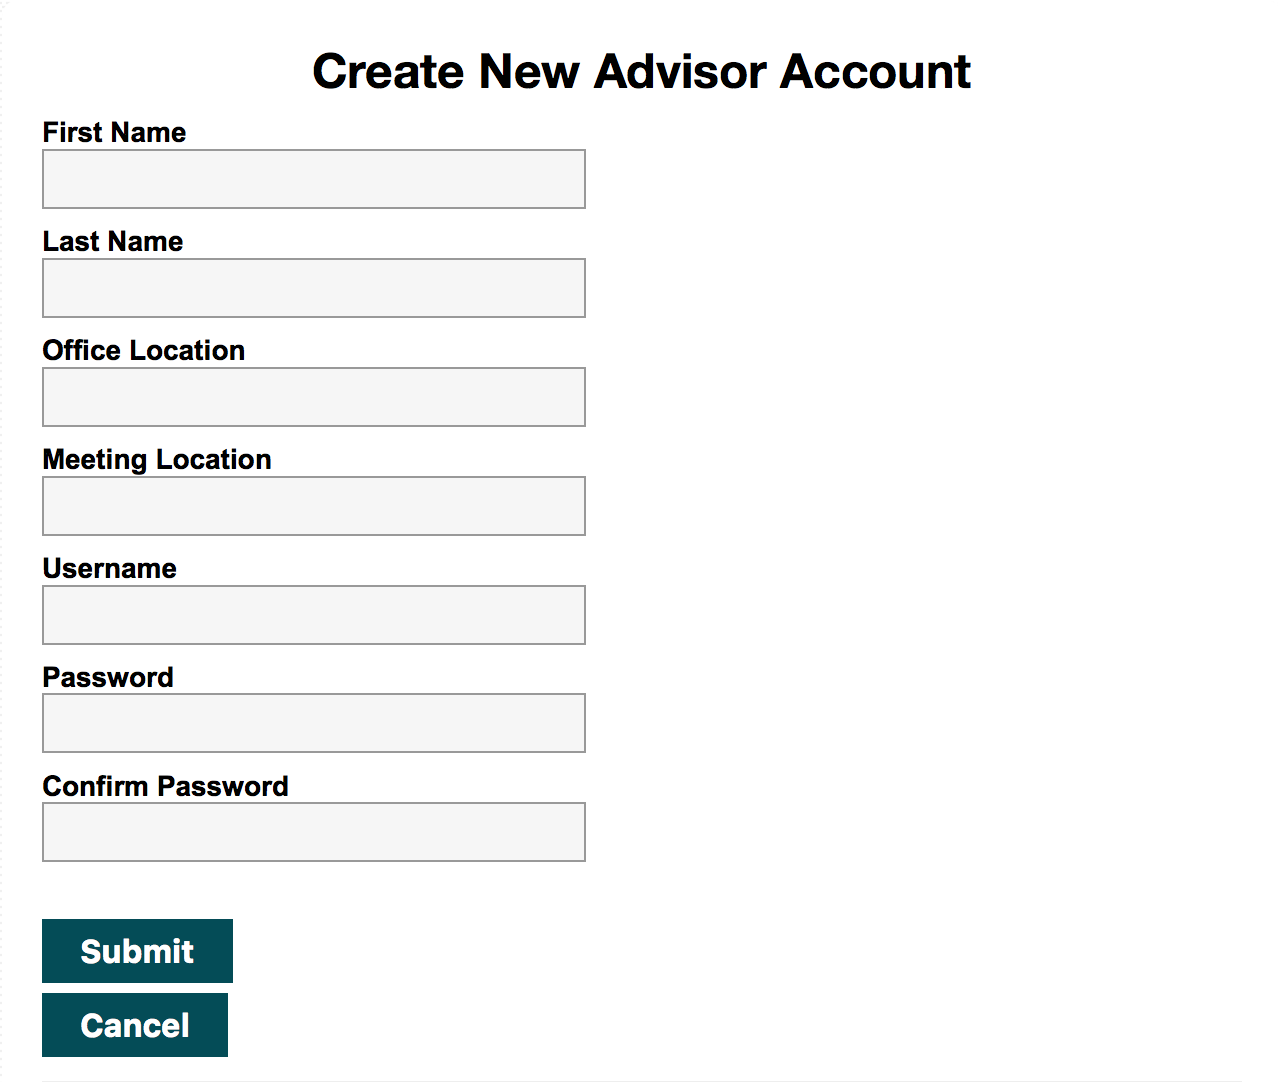 Create New Advisor Account
First Name
Last Name
Office Location
Meeting Location
Username
Password
Confirm Password
Submit
Cancel